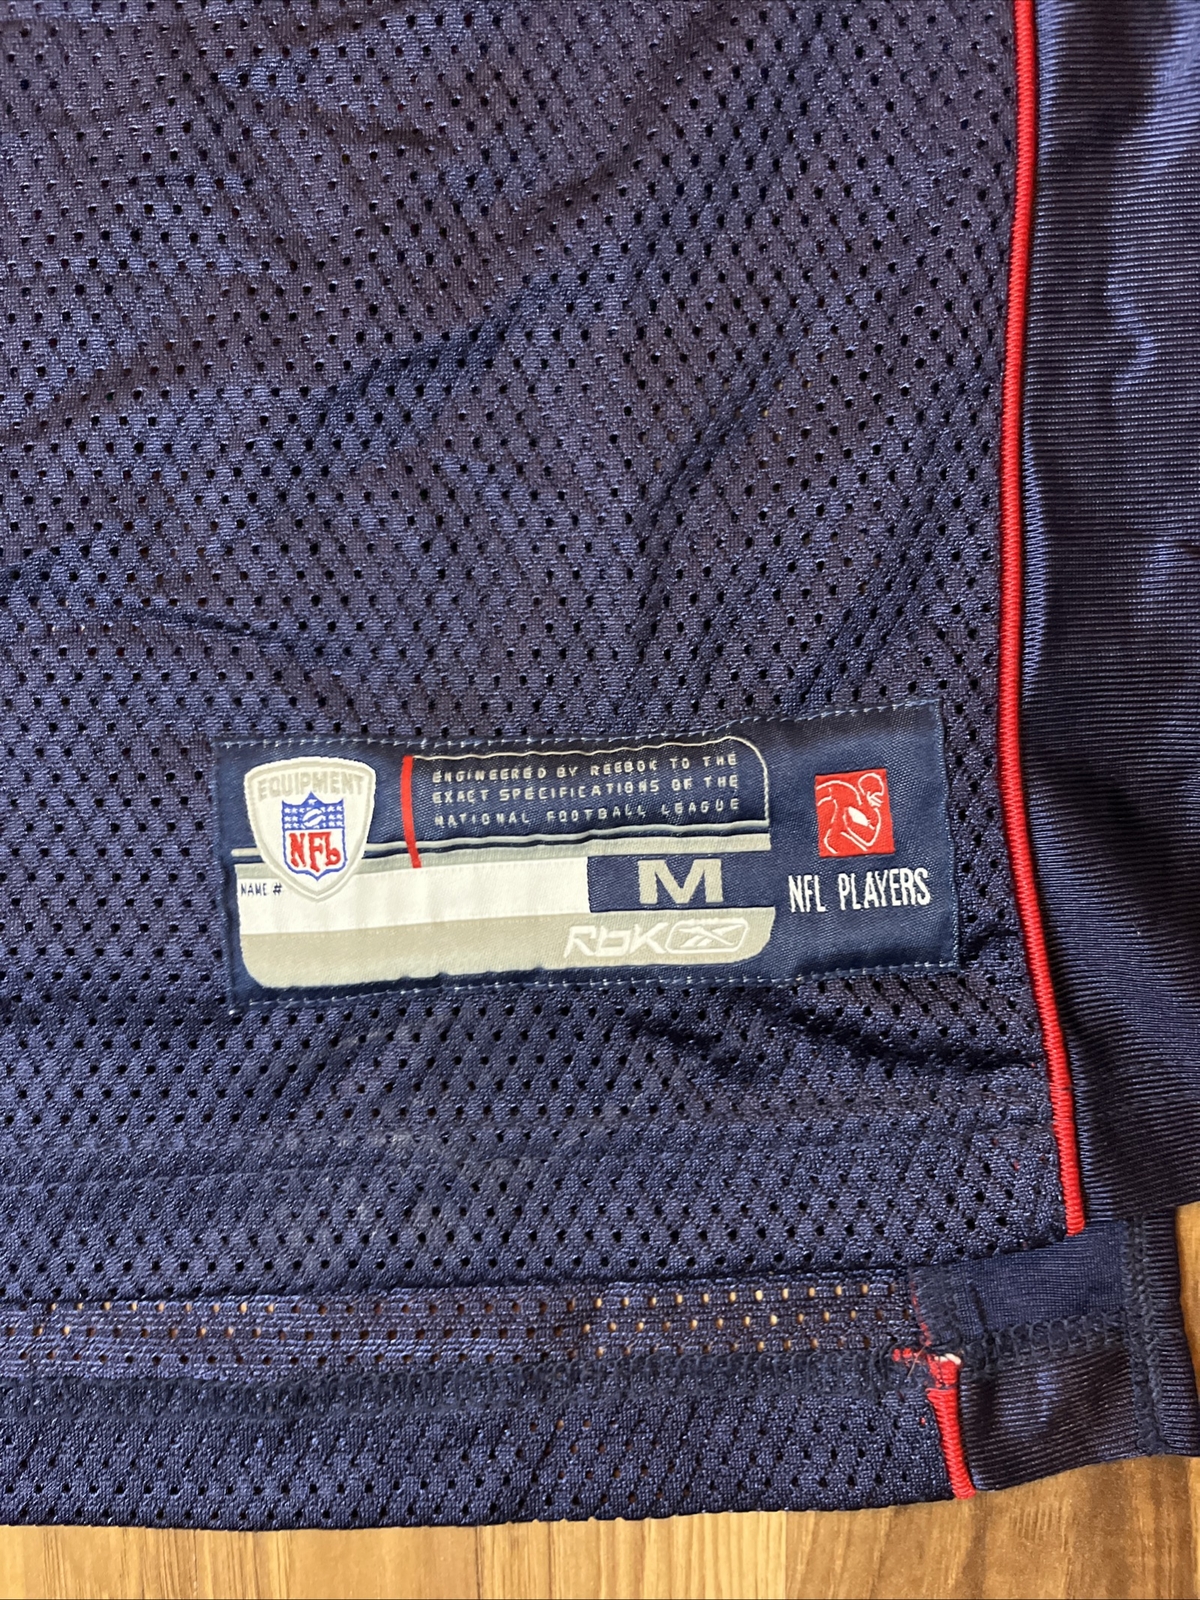 EQUIPMENT
NFL
ENGINEERED BY REEBOK TO THE
EXACT SPECIFICATIONS OF THE
NATIONAL FOOTBALL LEAGUE
NAME #
M
RBK
NFL PLAYERS